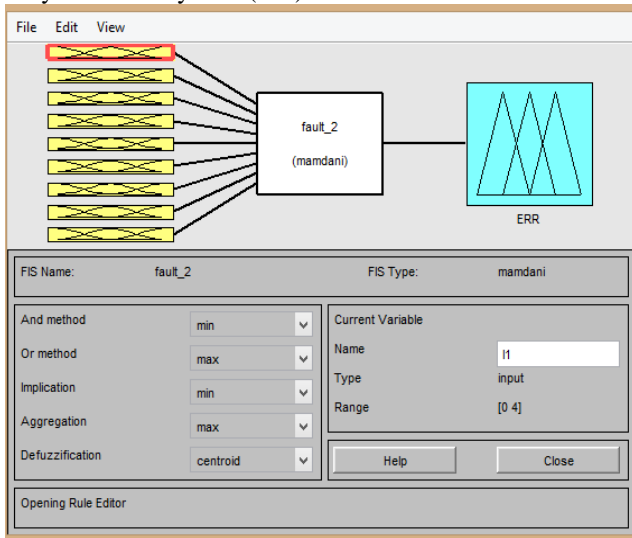 File Edit View
fault_2
(mamdani)
ERR
FIS Name: fault_2 FIS Type: mamdani
And method min
Or method max
Implication min
Aggregation max
Defuzzification centroid
Current Variable
Name I1
Type input
Range [0 4]
Help Close
Opening Rule Editor